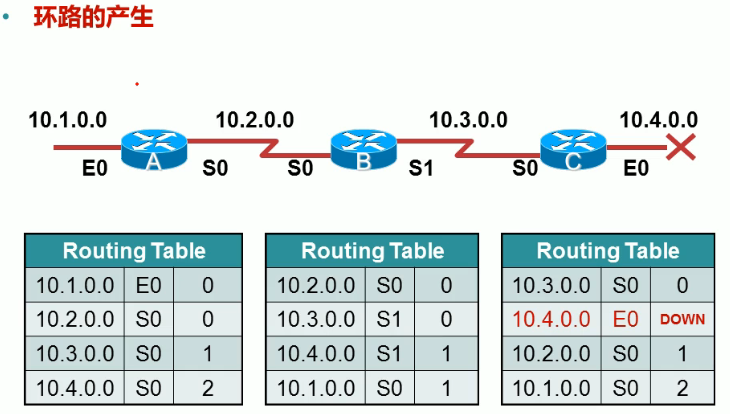 • 环路的产生
10.1.0.0 10.2.0.0 10.3.0.0 10.4.0.0
A B C
E0 S0 S0 S1 S0 E0
Routing Table
10.1.0.0 E0 0
10.2.0.0 S0 0
10.3.0.0 S0 1
10.4.0.0 S0 2
Routing Table
10.2.0.0 S0 0
10.3.0.0 S1 0
10.4.0.0 S1 1
10.1.0.0 S0 1
Routing Table
10.3.0.0 S0 0
10.4.0.0 E0 DOWN
10.2.0.0 S0 1
10.1.0.0 S0 2